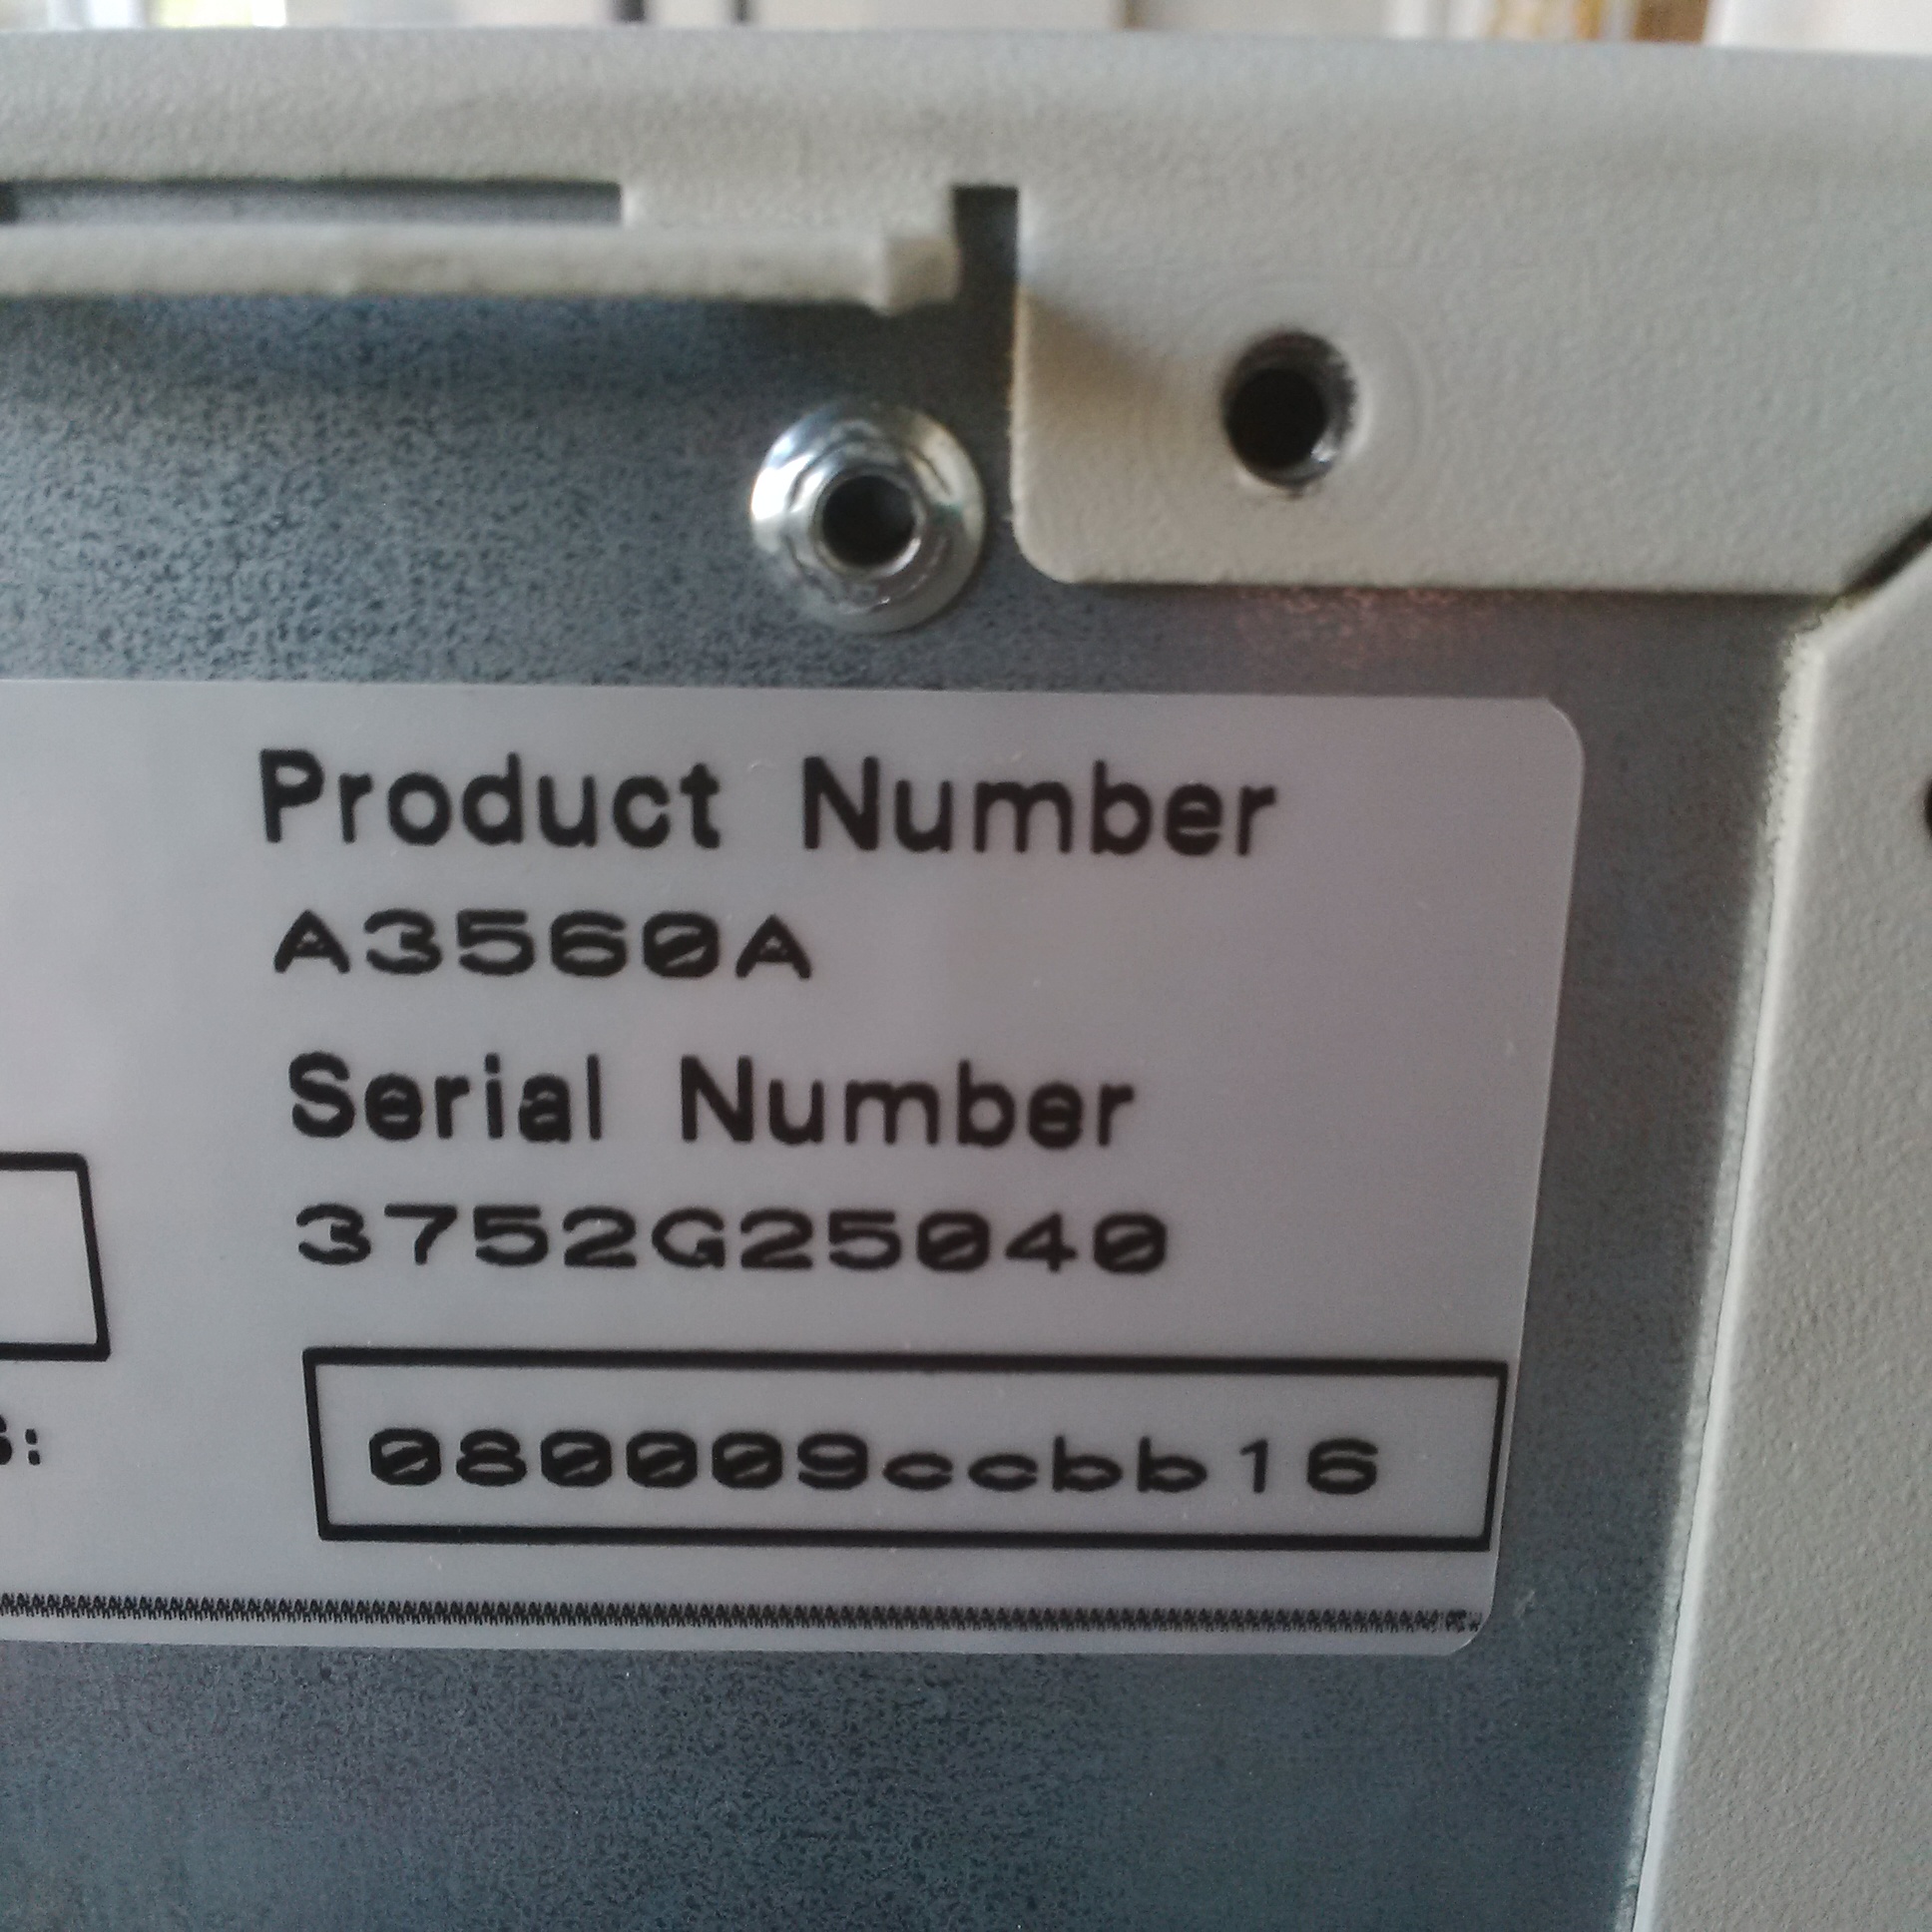 Product Number
A3560A
Serial Number
3752G25040
S:
080009ccbb16